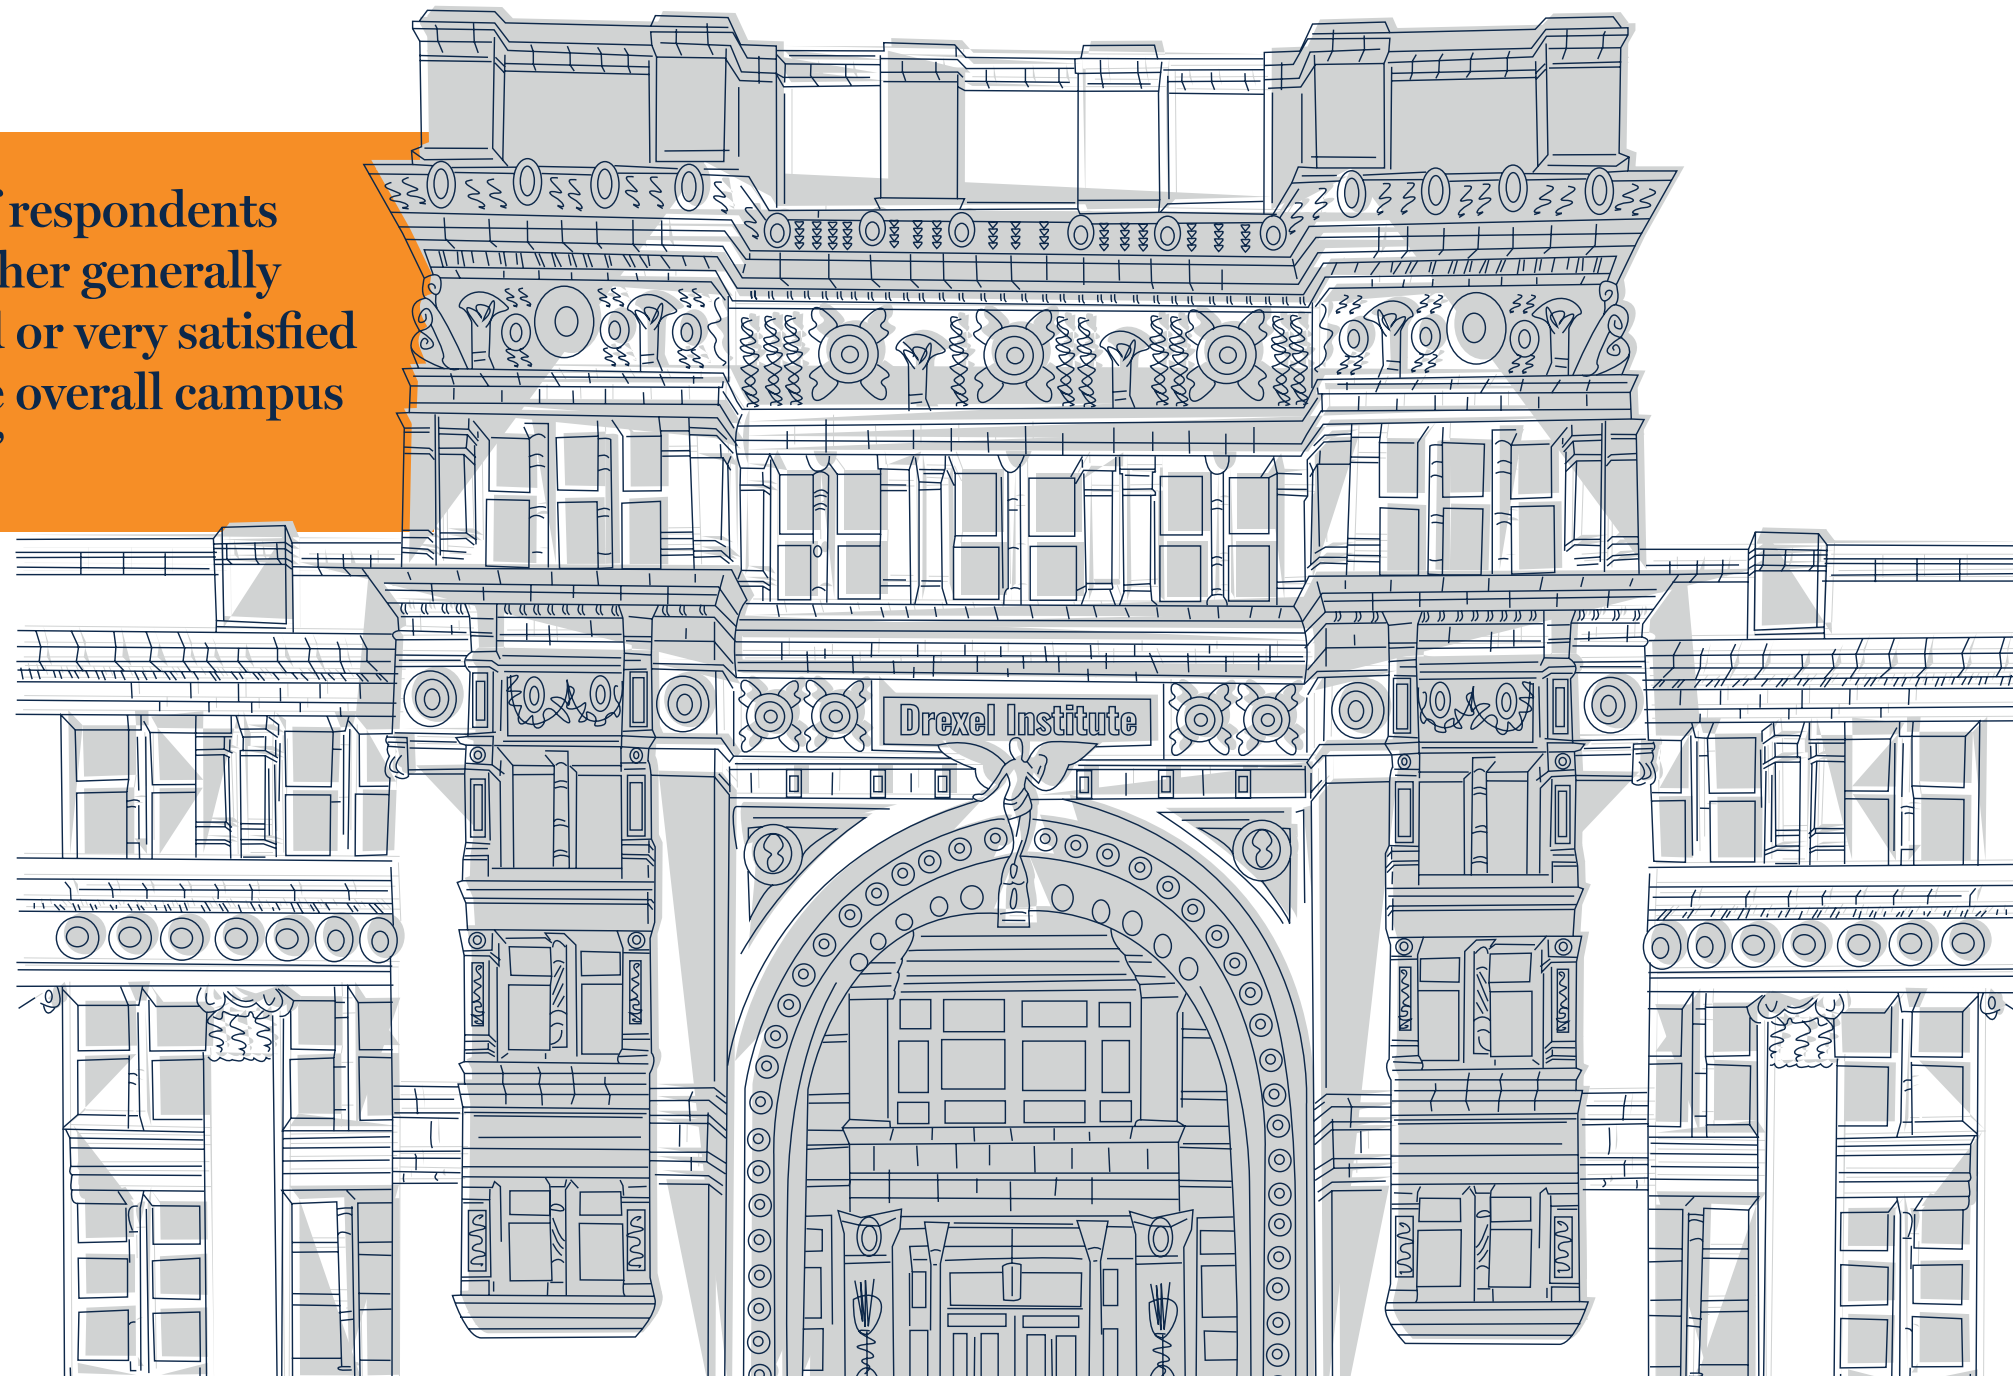 respondents
her generally
or very satisfied
overall campus
Drexel Institute